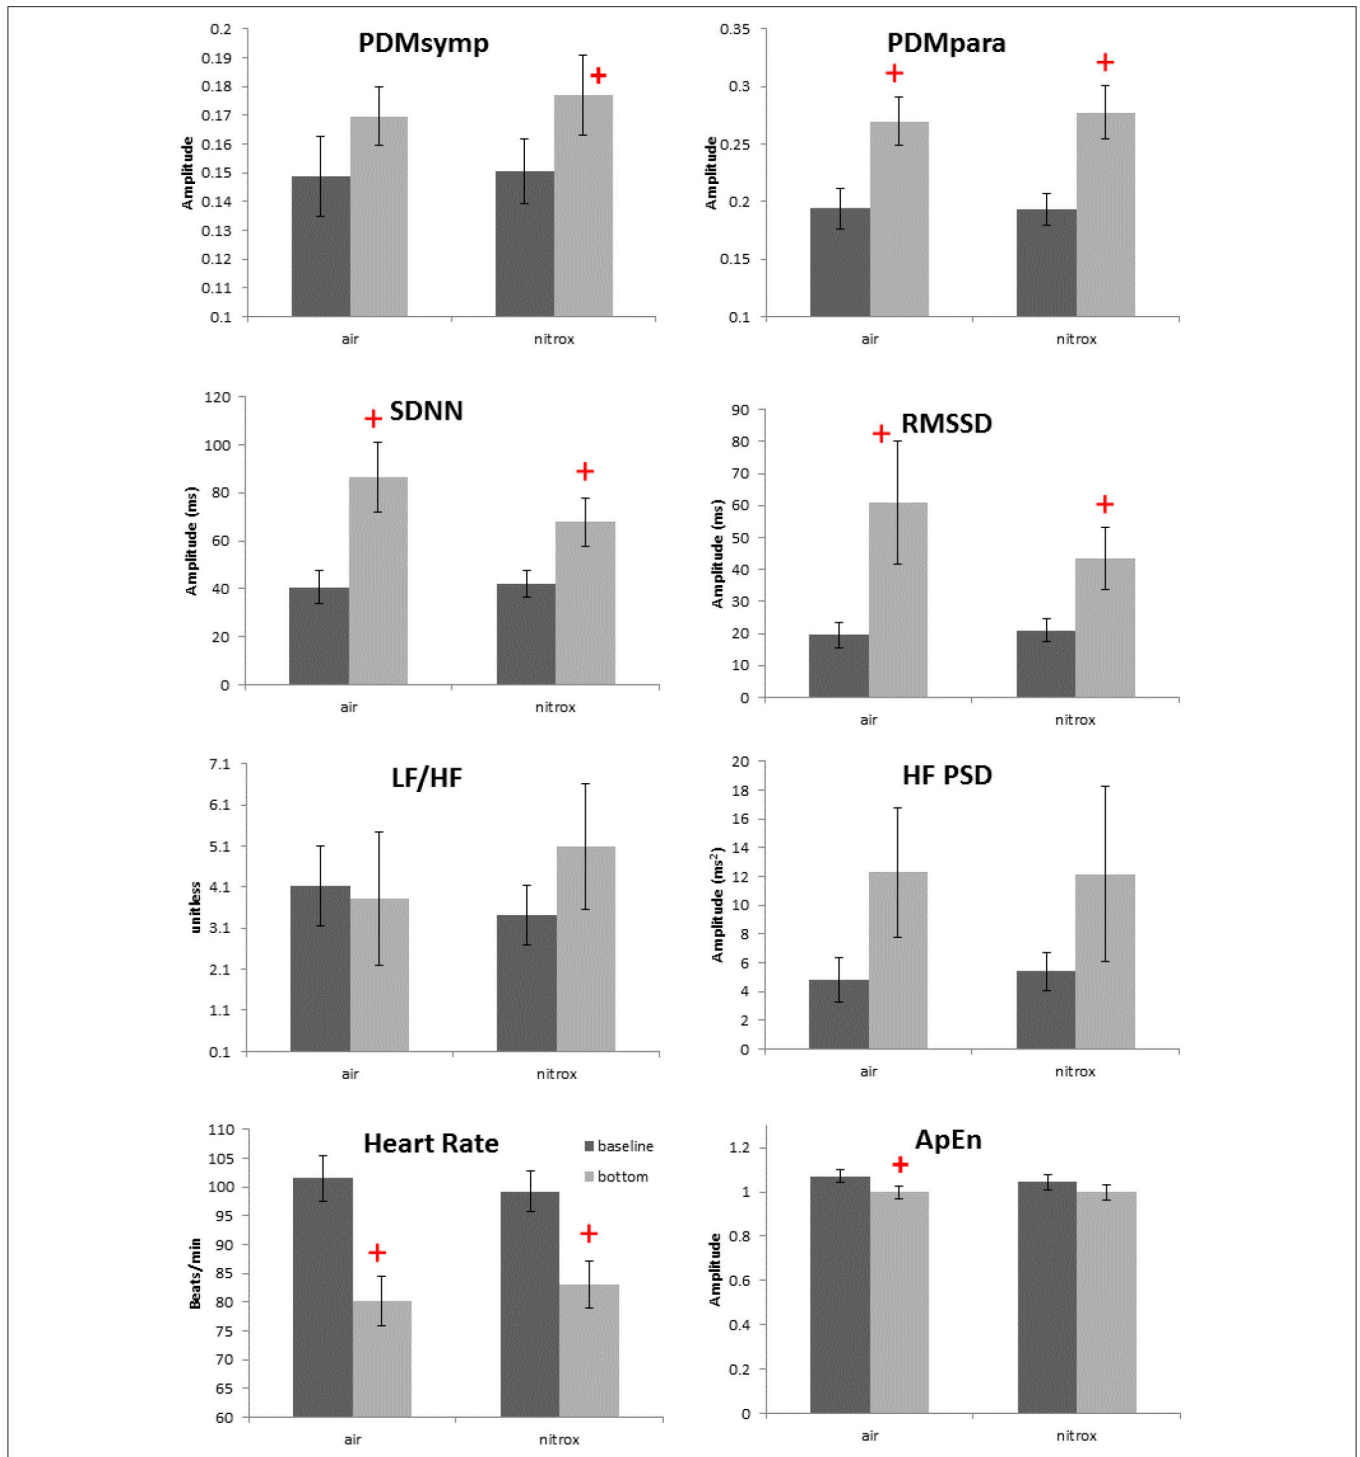 PDMsymp
0.2
0.19
0.18
0.17
0.16
0.15
0.14
0.13
0.12
0.11
0.1
Amplitude
+
air
nitrox
PDMpara
0.35
0.3
0.25
0.2
0.15
0.1
Amplitude
+
+
air
nitrox
SDNN
120
100
80
60
40
20
0
Amplitude (ms)
+
+
air
nitrox
RMSSD
90
80
70
60
50
40
30
20
10
0
Amplitude (ms)
+
+
air
nitrox
LF/HF
7.1
6.1
5.1
4.1
3.1
2.1
1.1
0.1
unitless
air
nitrox
HF PSD
20
18
16
14
12
10
8
6
4
2
0
Amplitude (ms²)
air
nitrox
Heart Rate
110
105
100
95
90
85
80
75
70
65
60
Beats/min
baseline
bottom
+
+
air
nitrox
ApEn
1.2
1
0.8
0.6
0.4
0.2
0
Amplitude
+
air
nitrox